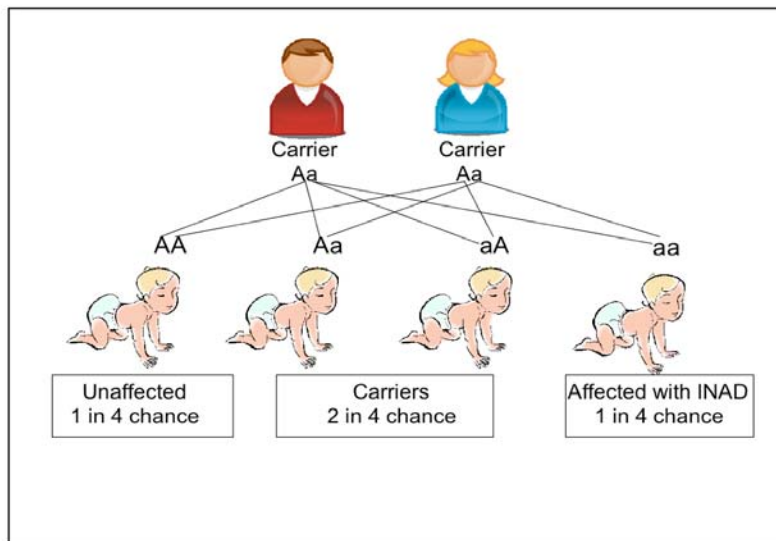 Carrier Carrier
Aa Aa
AA Aa aA aa
Unaffected
1 in 4 chance
Carriers
2 in 4 chance
Affected with INAD
1 in 4 chance